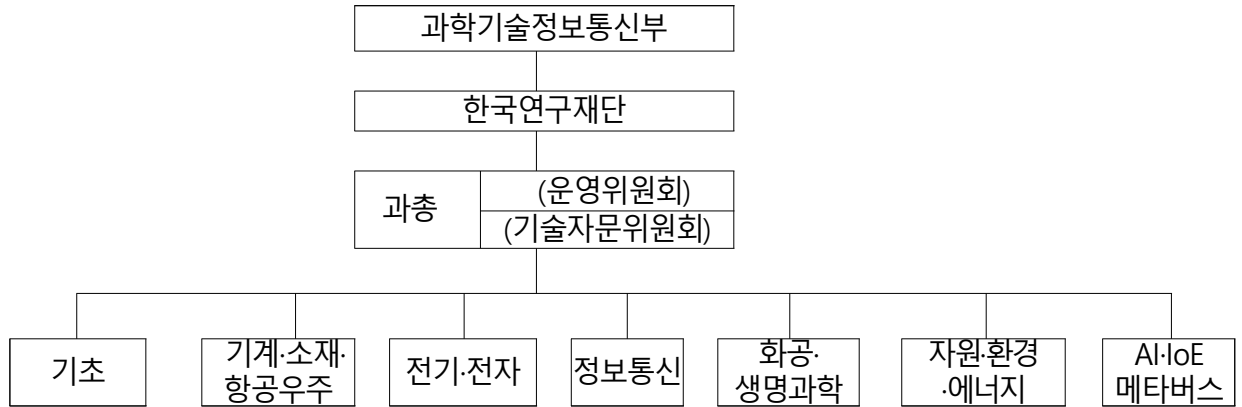 과학기술정보통신부
한국연구재단
과총
(운영위원회)
(기술자문위원회)
기초
기계·소재·
항공우주
전기·전자
정보통신
화공·
생명과학
자원·환경
·에너지
AI·IoE
메타버스